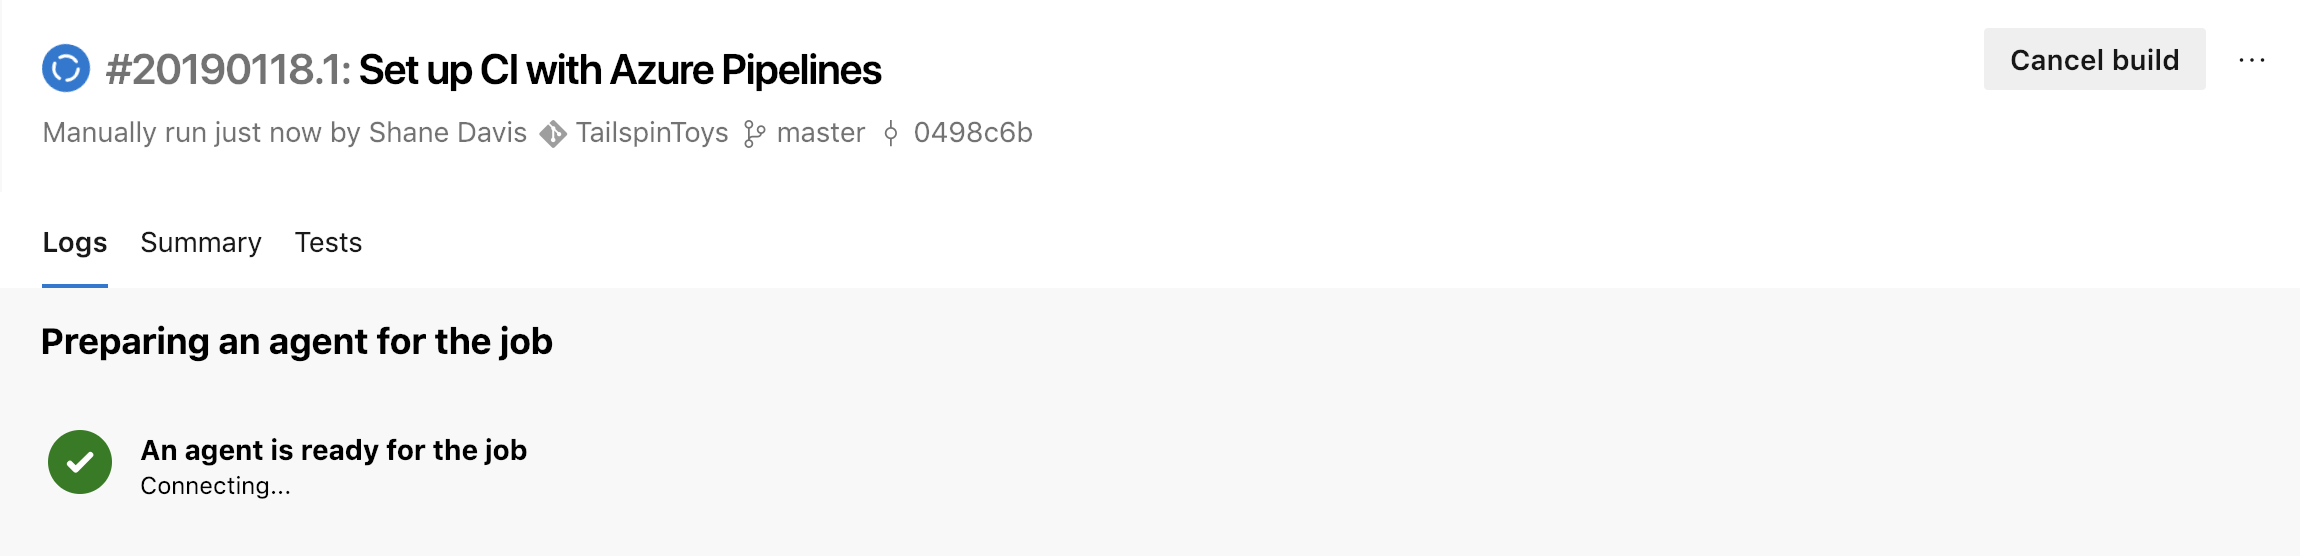 #20190118.1: Set up CI with Azure Pipelines
Cancel build
...
Manually run just now by Shane Davis TailspinToys master 0498c6b
Logs Summary Tests
Preparing an agent for the job
An agent is ready for the job
Connecting...